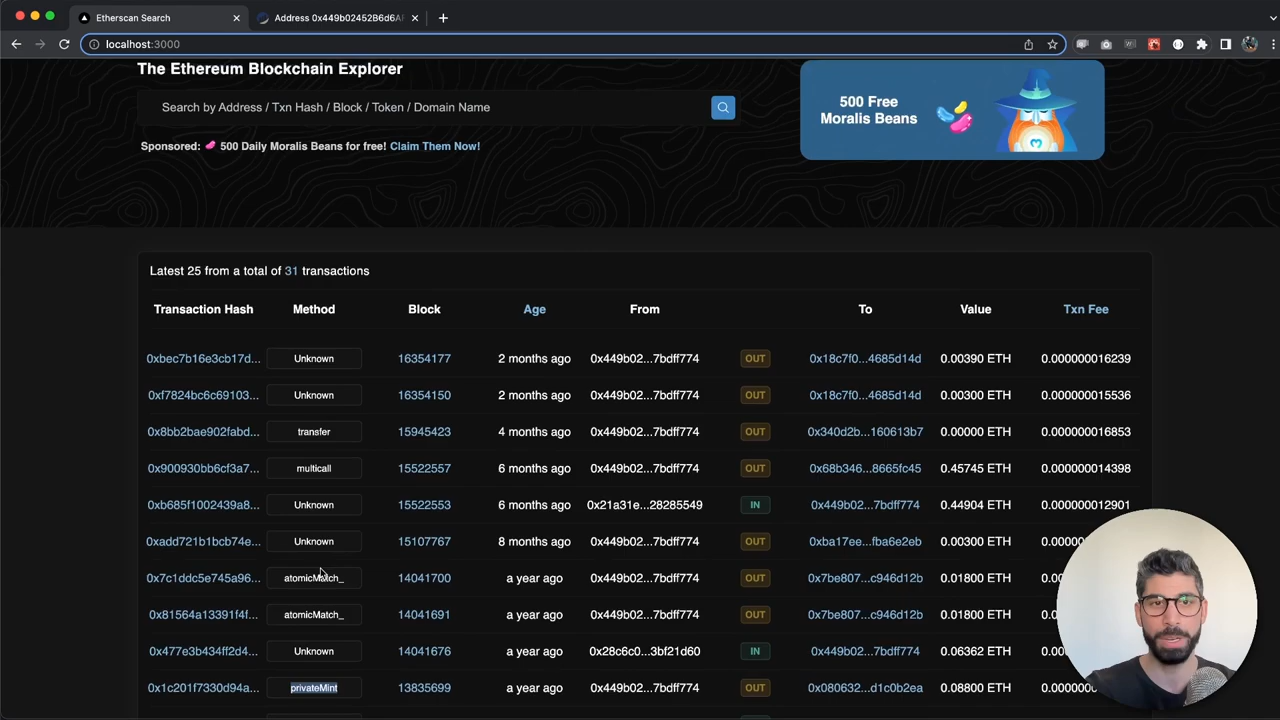 Etherscan Search
Address 0x449b02452B6d6A
localhost:3000
The Ethereum Blockchain Explorer
Search by Address / Txn Hash / Block / Token / Domain Name
Sponsored: 500 Daily Moralis Beans for free! Claim Them Now!
500 Free
Moralis Beans
Latest 25 from a total of 31 transactions
Transaction Hash Method Block Age From To Value Txn Fee
0xbec7b16e3cb17d... Unknown 16354177 2 months ago 0x449b02...7bdff774 OUT 0x18c7f0...4685d14d 0.00390 ETH 0.000000016239
0xf7824bc6c69103... Unknown 16354150 2 months ago 0x449b02...7bdff774 OUT 0x18c7f0...4685d14d 0.00300 ETH 0.000000015536
0x8bb2bae902fabd... transfer 15945423 4 months ago 0x449b02...7bdff774 OUT 0x340d2b...160613b7 0.00000 ETH 0.000000016853
0x900930bb6cf3a7... multicall 15522557 6 months ago 0x449b02...7bdff774 OUT 0x68b346...8665fc45 0.45745 ETH 0.000000014398
0xb685f1002439a8... Unknown 15522553 6 months ago 0x21a31e...28285549 IN 0x449b02...7bdff774 0.44904 ETH 0.000000012901
0xadd721b1bcb74e... Unknown 15107767 8 months ago 0x449b02...7bdff774 OUT 0xba17ee...fba6e2eb 0.00300 ETH
0x7c1ddc5e745a96... atomicMatch_ 14041700 a year ago 0x449b02...7bdff774 OUT 0x7be807...c946d12b 0.01800 ETH
0x81564a13391f4f... atomicMatch_ 14041691 a year ago 0x449b02...7bdff774 OUT 0x7be807...c946d12b 0.01800 ETH
0x477e3b434ff2d4... Unknown 14041676 a year ago 0x28c6c0...3bf21d60 IN 0x449b02...7bdff774 0.06362 ETH
0x1c201f7330d94a... privateMint 13835699 a year ago 0x449b02...7bdff774 OUT 0x080632...d1c0b2ea 0.08800 ETH